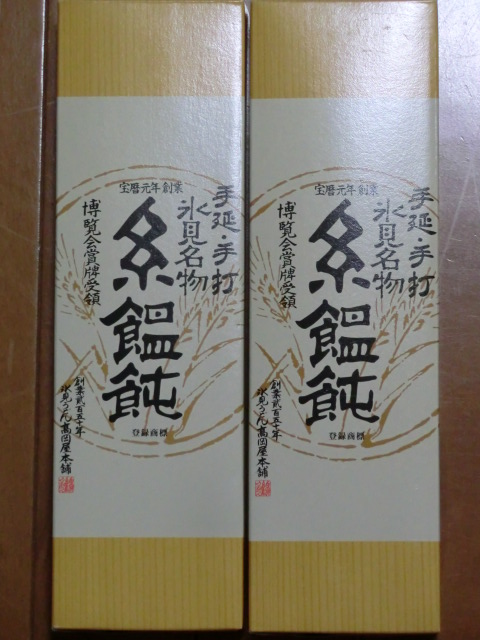 手延・手打
氷見名物
宝暦元年創業
糸饂飩
登録商標
博覧会賞牌受領
創業弐百五十年
氷見うどん高岡屋本舗
手延・手打
氷見名物
宝暦元年創業
糸饂飩
登録商標
博覧会賞牌受領
創業弐百五十年
氷見うどん高岡屋本舗